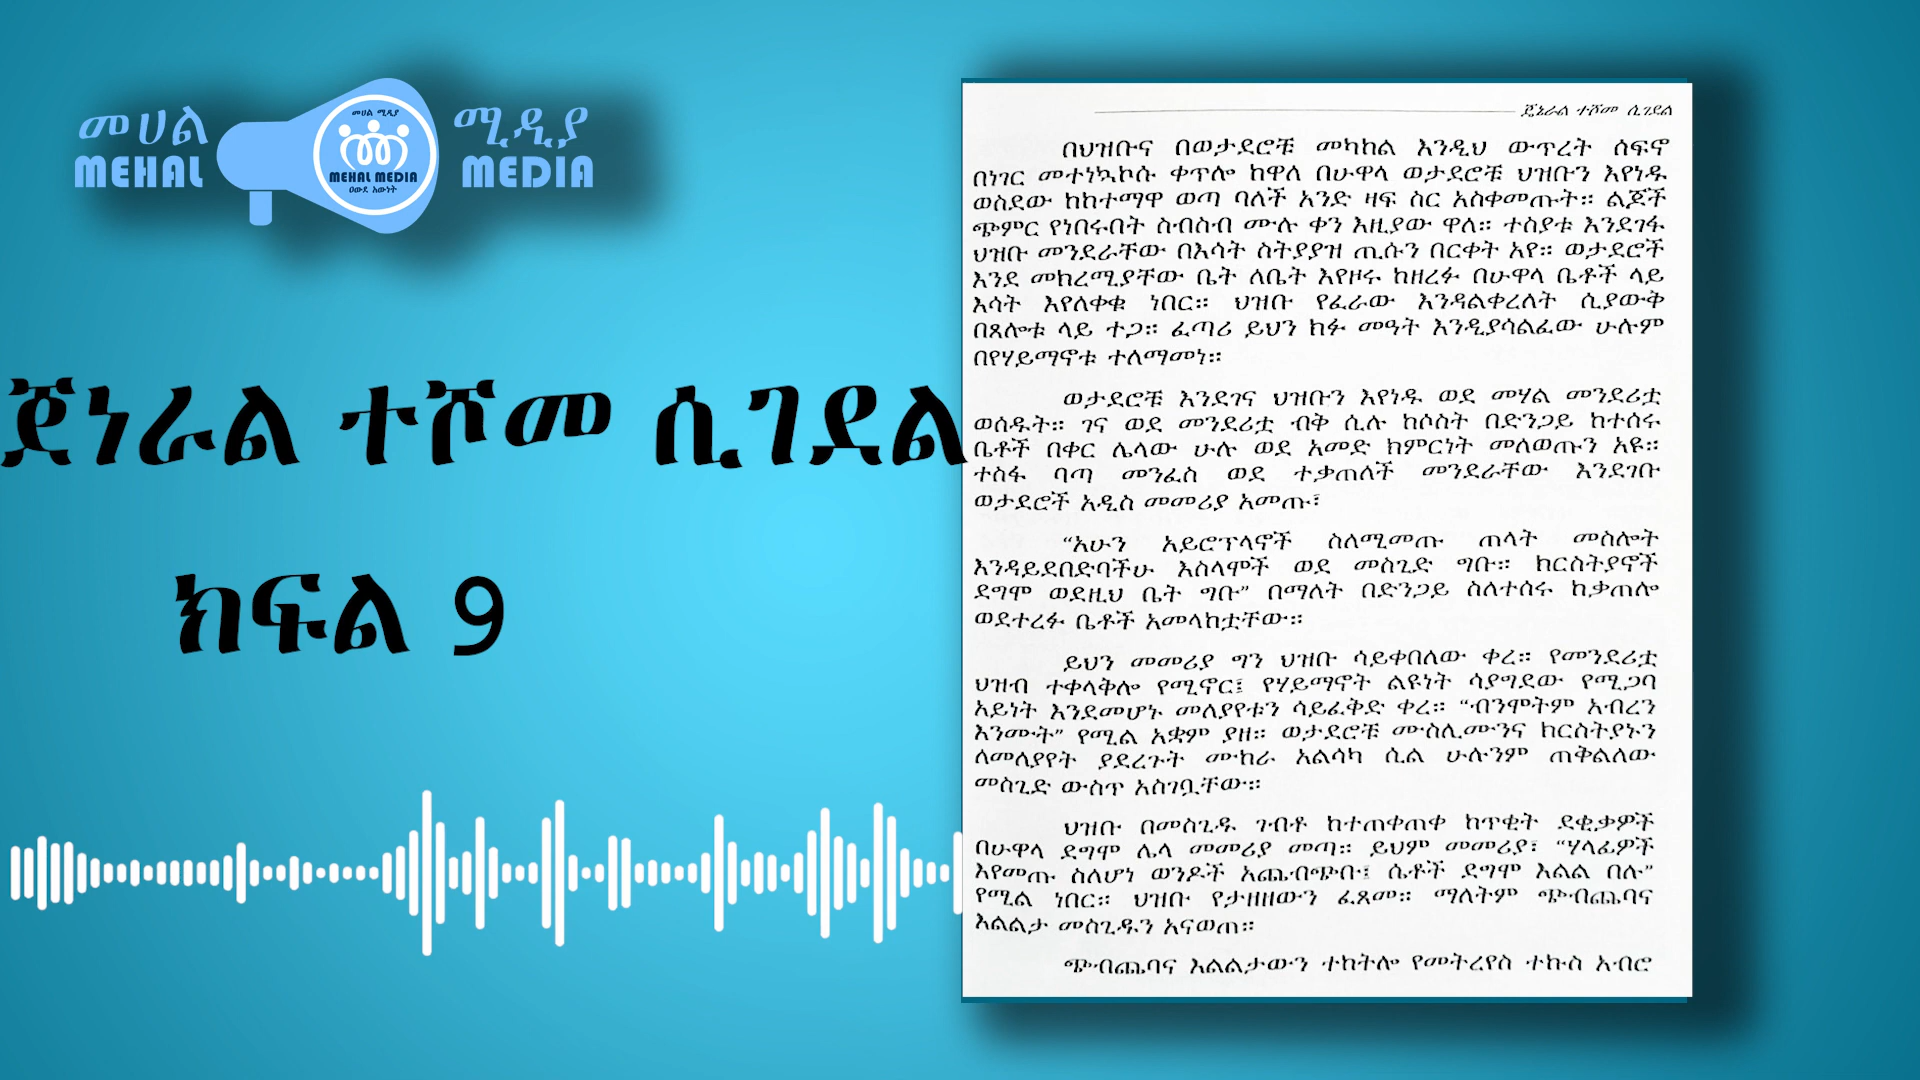 መሀል
MEHAL
መሀል ሚዲያ
MEHAL MEDIA
ዐውደ እውነት
ሚዲያ
MEDIA
ጀነራል ተሾመ ሲገደል
ክፍል 9
ጄኔራል ተሾመ ሲገደል
በህዝቡና በወታደሮቹ መካከል እንዲህ ውጥረት ሰፍኖ
በነገር መተነኳኮሱ ቀጥሎ ከዋለ በሁዋላ ወታደሮቹ ህዝቡን እየነዱ
ወስደው ከከተማዋ ወጣ ባለች አንድ ዛፍ ስር አስቀመጡት። ልጆች
ጭምር የነበሩበት ስብስብ ሙሉ ቀን እዚያው ዋለ። ተስያቱ እንደገፋ
ህዝቡ መንደራቸው በእሳት ስትያያዝ ጢሱን በርቀት አየ። ወታደሮች
እንደ መከረሚያቸው ቤት ለቤት እየዞሩ ከዘረፉ በሁዋላ ቤቶች ላይ
እሳት እየለቀቁ ነበር። ህዝቡ የፈራው እንዳልቀረለት ሲያውቅ
በጸሎቱ ላይ ተጋ። ፈጣሪ ይህን ክፉ መዓት እንዲያሳልፈው ሁሉም
በየሃይማኖቱ ተለማመነ።
ወታደሮቹ እንደገና ህዝቡን እየነዱ ወደ መሃል መንደሪቷ
ወሰዱት። ገና ወደ መንደሪቷ ብቅ ሲሉ ከሶስት በድንጋይ ከተሰሩ
ቤቶች በቀር ሌላው ሁሉ ወደ አመድ ክምርነት መለወጡን አዩ።
ተስፋ ባጣ መንፈስ ወደ ተቃጠለች መንደራቸው እንደገቡ
ወታደሮች አዲስ መመሪያ አመጡ፣
“አሁን አይሮፕላኖች ስለሚመጡ ጠላት መስሎት
እንዳይደበድባችሁ እስላሞች ወደ መስጊድ ግቡ። ክርስትያኖች
ደግሞ ወደዚህ ቤት ግቡ” በማለት በድንጋይ ስለተሰሩ ከቃጠሎ
ወደተረፉ ቤቶች አመላከቷቸው።
ይህን መመሪያ ግን ህዝቡ ሳይቀበለው ቀረ። የመንደሪቷ
ህዝብ ተቀላቅሎ የሚኖር፤ የሃይማኖት ልዩነት ሳያግደው የሚጋባ
አይነት እንደመሆኑ መለያየቱን ሳይፈቅድ ቀረ። “ብንሞትም አብረን
እንሙት” የሚል አቋም ያዘ። ወታደሮቹ ሙስሊሙንና ክርስትያኑን
ለመለያየት ያደረጉት ሙከራ አልሳካ ሲል ሁሉንም ጠቅልለው
መስጊድ ውስጥ አስገቧቸው።
ህዝቡ በመስጊዱ ገብቶ ከተጠቀጠቀ ከጥቂት ደቂቃዎች
በሁዋላ ደግሞ ሌላ መመሪያ መጣ። ይህም መመሪያ፣ “ሃላፊዎች
እየመጡ ስለሆነ ወንዶች አጨብጭቡ፤ ሴቶች ደግሞ እልል በሉ”
የሚል ነበር። ህዝቡ የታዘዘውን ፈጸመ። ማለትም ጭብጨባና
እልልታ መስጊዱን አናወጠ።
ጭብጨባና እልልታውን ተከትሎ የመትረየስ ተኩስ አብሮ